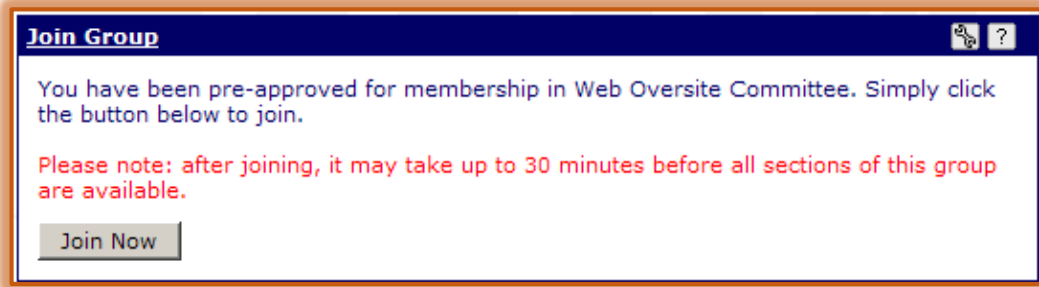 Join Group ?
You have been pre-approved for membership in Web Oversite Committee. Simply click
the button below to join.
Please note: after joining, it may take up to 30 minutes before all sections of this group
are available.
Join Now